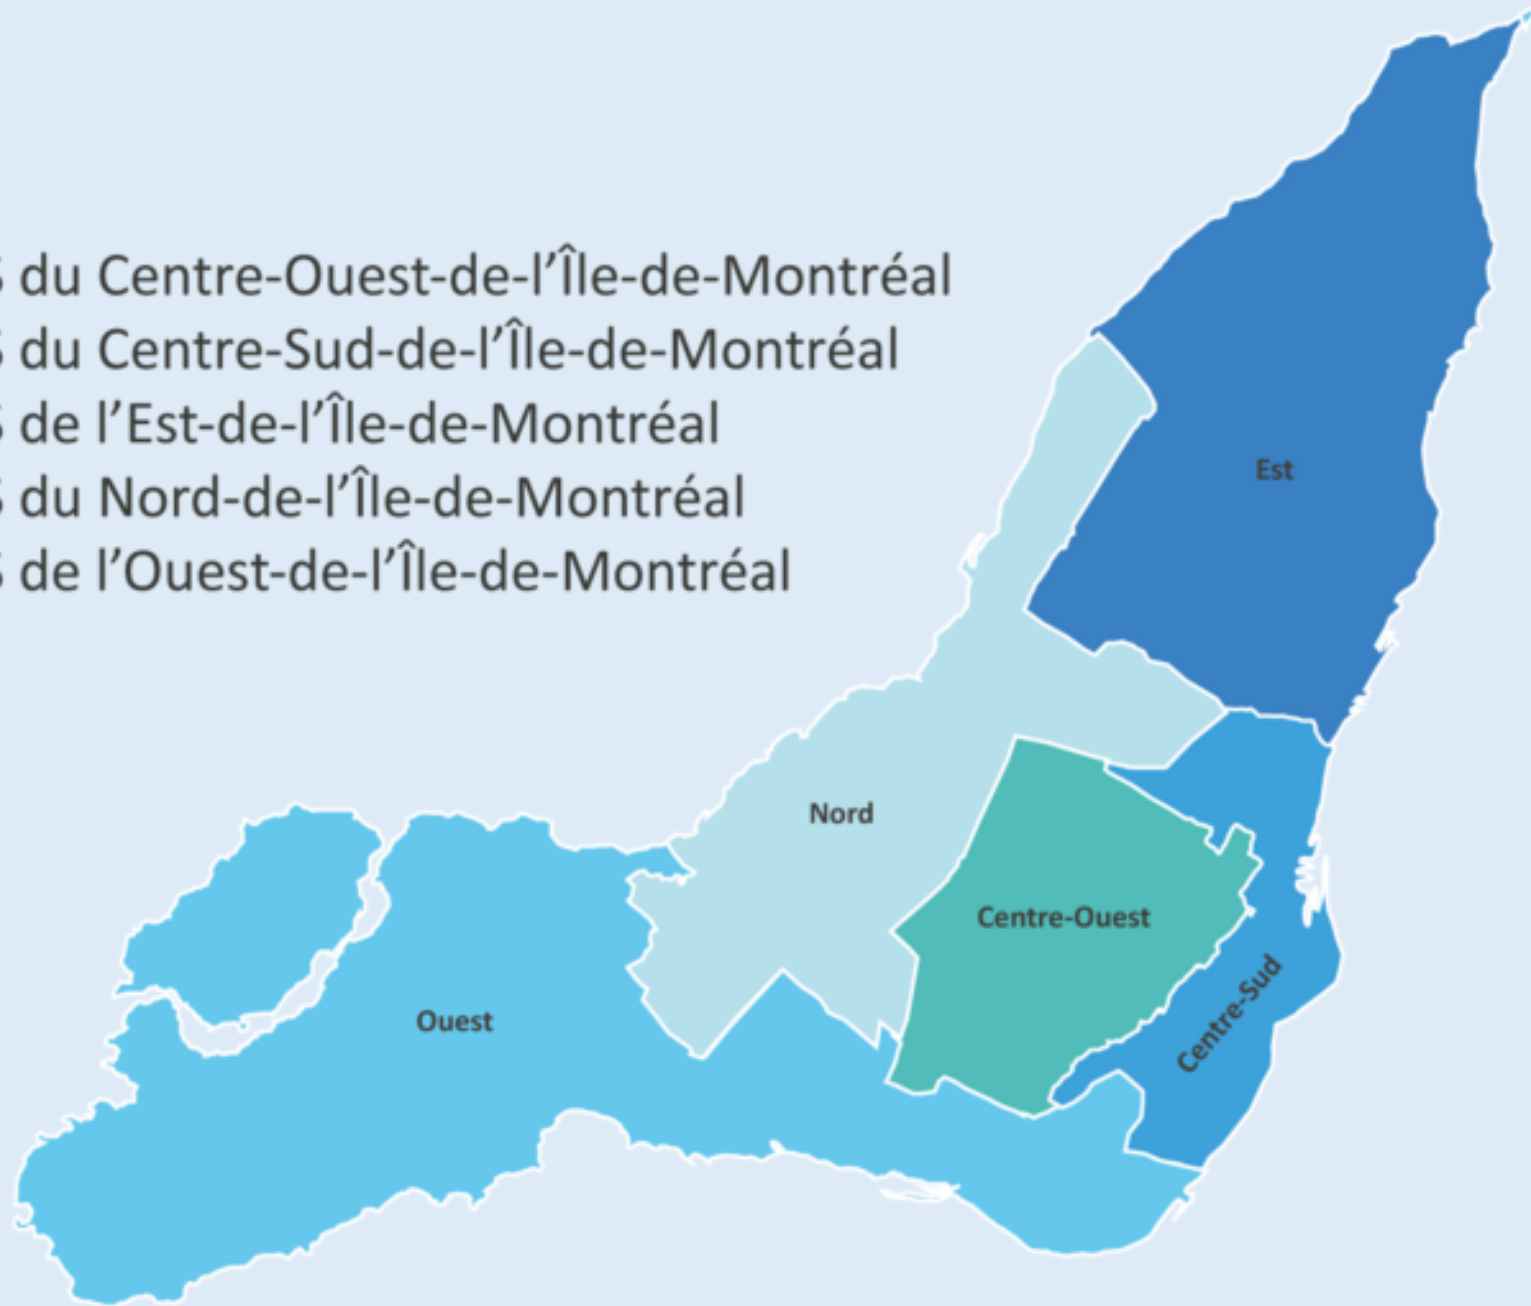 du Centre-Ouest-de-l’Île-de-Montréal
du Centre-Sud-de-l’Île-de-Montréal
de l’Est-de-l’Île-de-Montréal
du Nord-de-l’Île-de-Montréal
de l’Ouest-de-l’Île-de-Montréal
Est
Nord
Centre-Ouest
Centre-Sud
Ouest